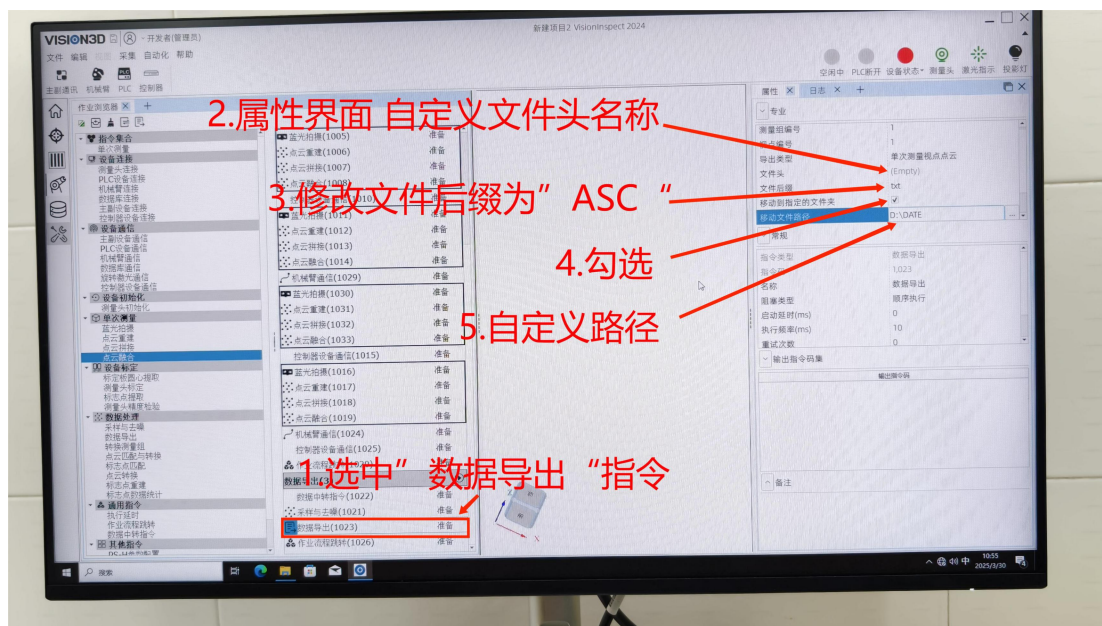 新建项目2 VisionInspect 2024
VISION3D - 开发者(管理员)
文件 编辑 采集 自动化 帮助
主副通讯 机械臂 PLC 控制器
空闲中 PLC断开 设备状态 测量头 激光指示 投影灯
作业浏览器
指令集合
单次测量
设备连接
测量头连接
PLC设备连接
机械臂连接
数据库连接
主副设备连接
控制器设备连接
设备通信
主副设备通信
PLC设备通信
机械臂通信
数据库通信
旋转激光通信
控制器设备通信
设备初始化
测量头初始化
单次测量
蓝光拍摄
点云重建
点云拼接
点云融合
设备标定
标定板圆心提取
测量头标定
标志点提取
测量头精度检验
数据处理
采样与去噪
数据导出
转换测量组
点云匹配与转换
标志点匹配
点云转换
标志点重建
标志点数据统计
通用指令
执行延时
作业流程跳转
数据中转指令
其他指令
蓝光拍摄(1005) 准备
点云重建(1006) 准备
点云拼接(1007) 准备
点云融合(1008) 准备
蓝光拍摄(1011) 准备
点云重建(1012) 准备
点云拼接(1013) 准备
点云融合(1014) 准备
机械臂通信(1029) 准备
蓝光拍摄(1030) 准备
点云重建(1031) 准备
点云拼接(1032) 准备
点云融合(1033) 准备
控制器设备通信(1015) 准备
蓝光拍摄(1016) 准备
点云重建(1017) 准备
点云拼接(1018) 准备
点云融合(1019) 准备
机械臂通信(1024) 准备
控制器设备通信(1025) 准备
数据中转指令(1022) 准备
采样与去噪(1021) 准备
数据导出(1023) 准备
作业流程跳转(1026) 准备
2.属性界面 自定义文件头名称
3.修改文件后缀为”ASC“
4.勾选
5.自定义路径
1.选中”数据导出“指令
X
属性 日志
专业
测量组编号 1
视点编号 1
导出类型 单次测量视点点云
文件头 (Empty)
文件后缀 txt
移动到指定的文件夹
移动文件路径 D:\DATE
常规
指令类型 数据导出
1,023
名称 数据导出
阻塞类型 顺序执行
启动延时(ms) 0
执行频率(ms) 10
重试次数 0
输出指令码集
输出指令码
备注
搜索
中
10:55
2025/3/30